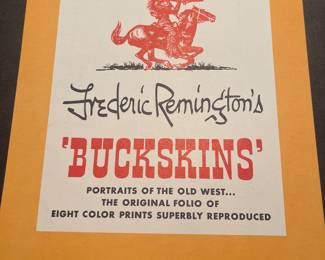 Frederic Remington's
'BUCKSKINS'
PORTRAITS OF THE OLD WEST...
THE ORIGINAL FOLIO OF
EIGHT COLOR PRINTS SUPERBLY REPRODUCED